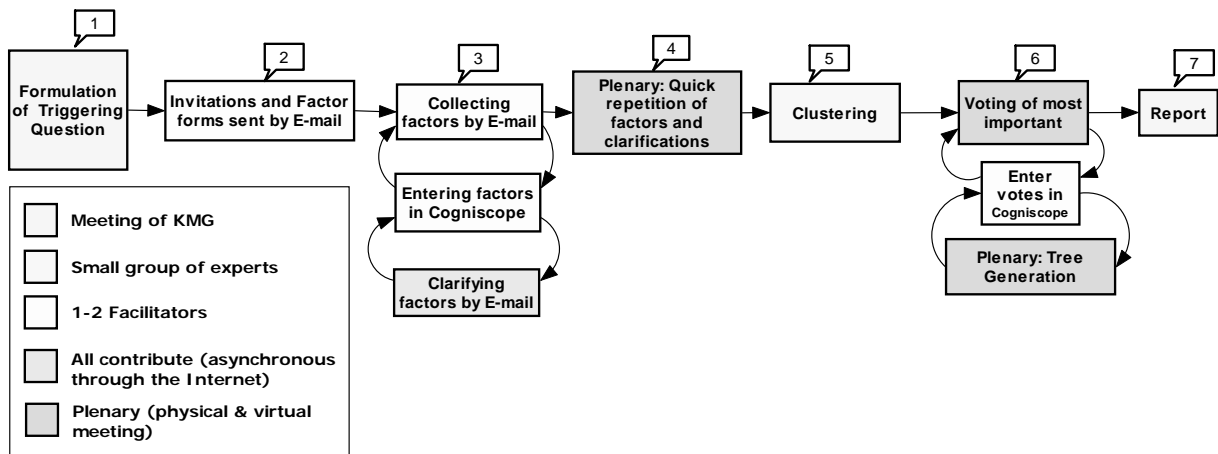 1
Formulation
of Triggering
Question
2
Invitations and Factor
forms sent by E-mail
3
Collecting
factors by E-mail
Entering factors
in Cogniscope
Clarifying
factors by E-mail
4
Plenary: Quick
repetition of
factors and
clarifications
5
Clustering
6
Voting of most
important
Enter
votes in
Cogniscope
Plenary: Tree
Generation
7
Report
Meeting of KMG
Small group of experts
1-2 Facilitators
All contribute (asynchronous
through the Internet)
Plenary (physical & virtual
meeting)